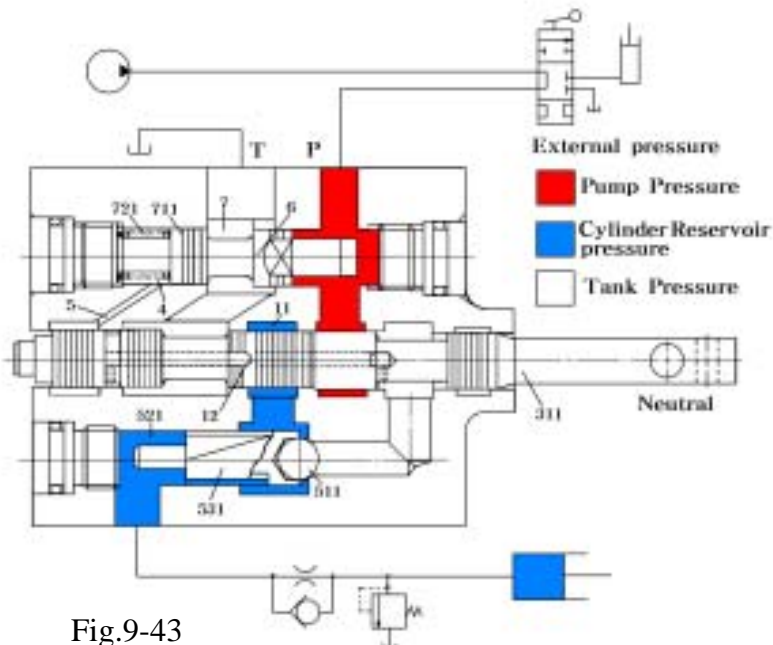 External pressure
T P
Pump Pressure
Cylinder Reservoir
pressure
Tank Pressure
721 711 7 6
5 4 11
12
311
Neutral
521
511
531
Fig.9-43